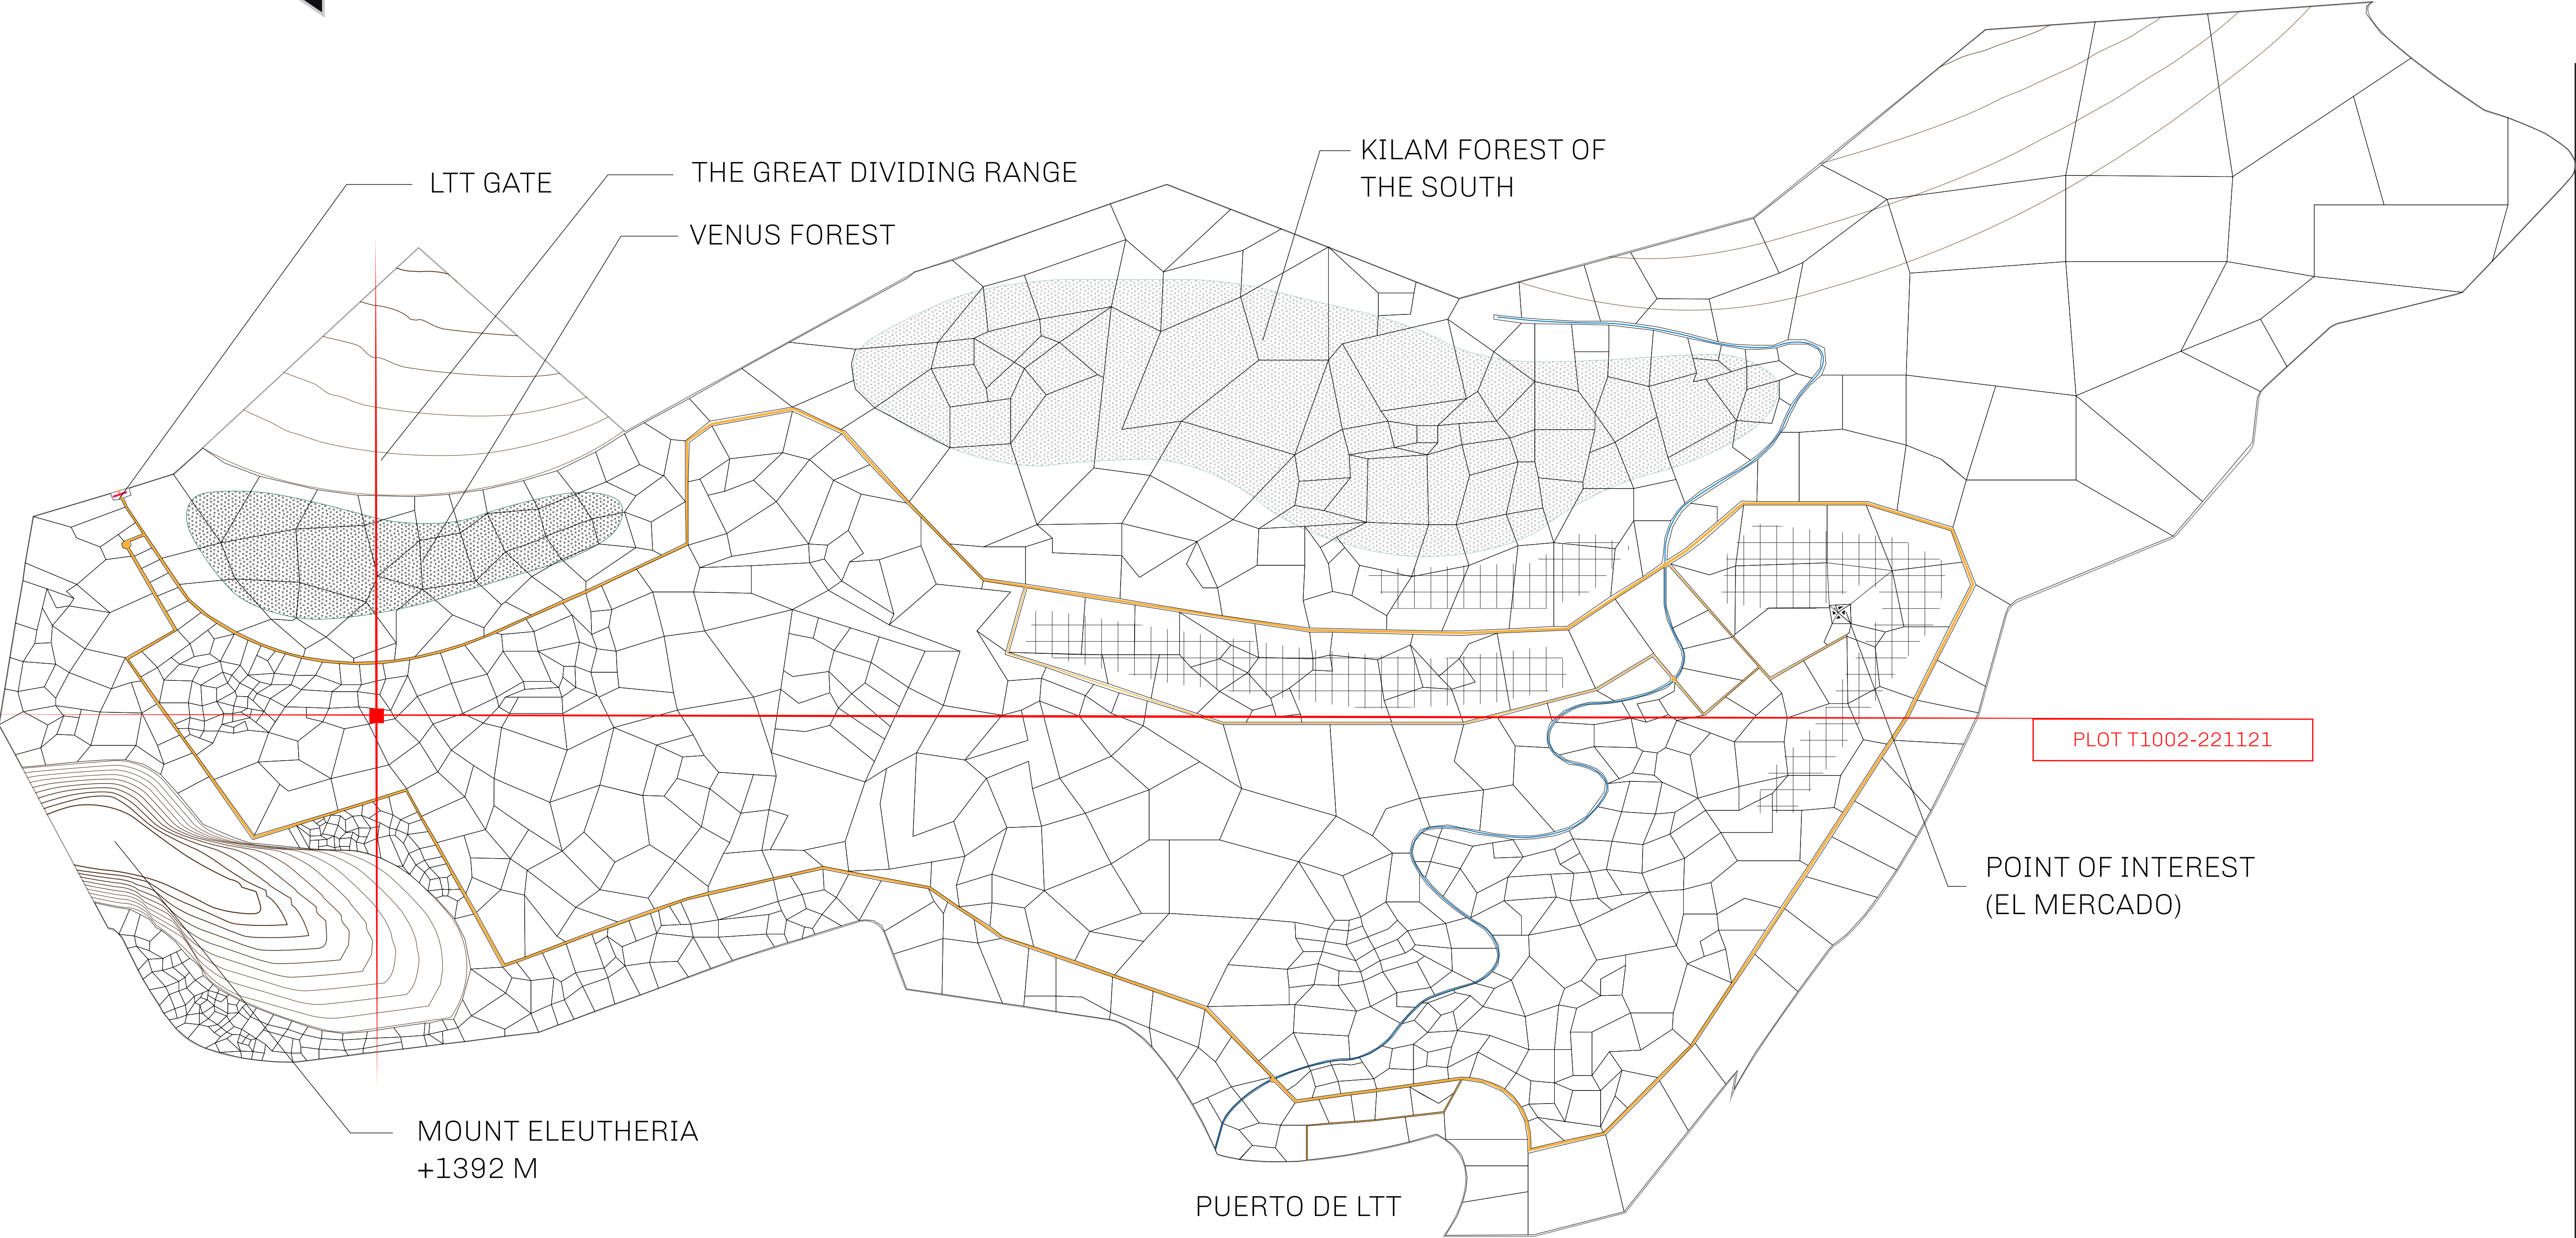 LTT GATE
THE GREAT DIVIDING RANGE
VENUS FOREST
KILAM FOREST OF
THE SOUTH
PLOT T1002-221121
POINT OF INTEREST
(EL MERCADO)
MOUNT ELEUTHERIA
+1392 M
PUERTO DE LTT